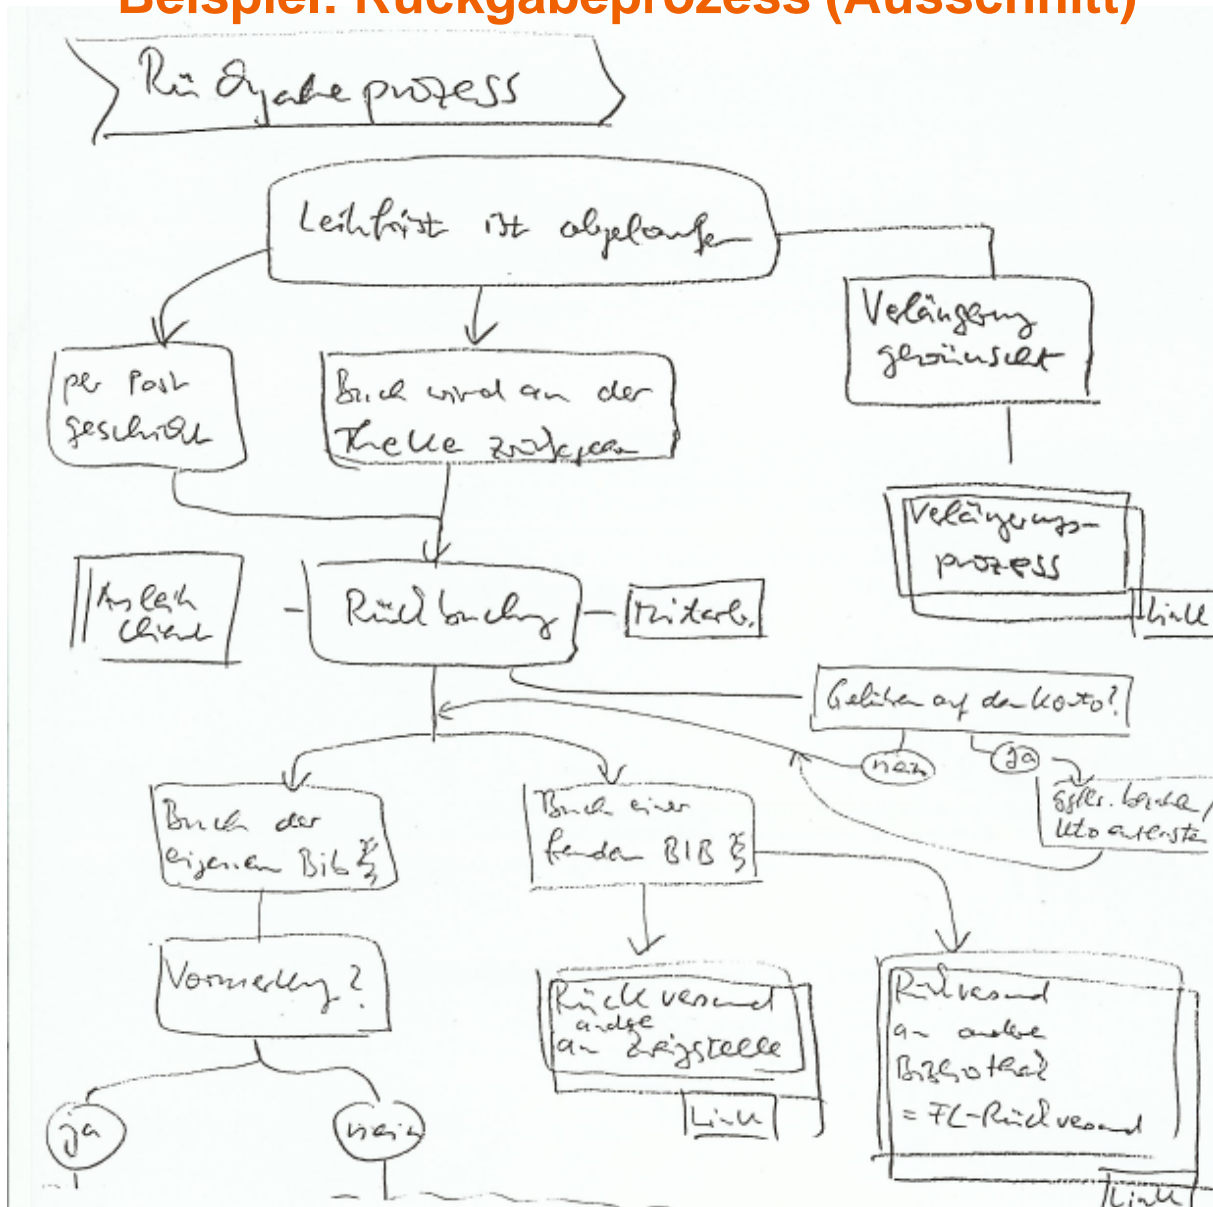 Beispiel: Rückgabeprozess (Ausschnitt)
Rückgabeprozess
Leihfrist ist abgelaufen
per Post
geschickt
Buch wird an der
Theke zurückgegeben
Verlängerung
gewünscht
Verlängerungs-
prozess
Link
Ausleih
Client
Rückbuchung
Mitarb.
Gebühren auf dem Konto?
nein
ja
Buch der
eigenen Bib
Buch einer
fremden BIB
Kto entlasten
Vormerkung?
ja
nein
Rückversand
andere
an Zweigstelle
Link
Rückversand
an andere
Bibliothek
= FL-Rückversand
Link